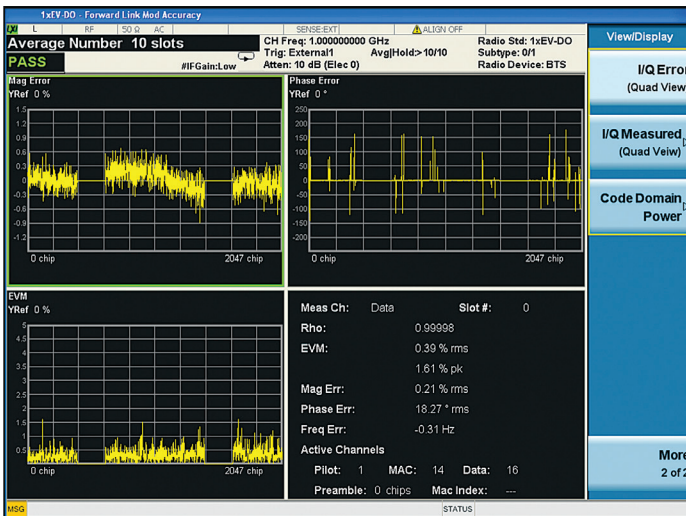 1xEV-DO - Forward Link Mod Accuracy
LXI L RF 50 Ω AC SENSE:EXT ALIGN OFF
Average Number 10 slots
CH Freq: 1.000000000 GHz
Radio Std: 1xEV-DO
Trig: External1 Avg|Hold:>10/10
Subtype: 0/1
PASS
#IFGain:Low
Atten: 10 dB (Elec 0)
Radio Device: BTS
View/Display
I/Q Error
(Quad View
I/Q Measured
(Quad Veiw)
Code Domain
Power
More
2 of 2
Mag Error
YRef 0 %
1.5
1.2
0.9
0.6
0.3
0
-0.3
-0.6
-0.9
-1.2
0 chip 2047 chip
Phase Error
YRef 0 °
250
200
150
100
50
0
-50
-100
-150
-200
0 chip 2047 chip
EVM
YRef 0 %
5
4.5
4
3.5
3
2.5
2
1.5
1
0.5
0 chip 2047 chip
Meas Ch: Data Slot #: 0
Rho: 0.99998
EVM: 0.39 % rms
1.61 % pk
Mag Err: 0.21 % rms
Phase Err: 18.27 ° rms
Freq Err: -0.31 Hz
Active Channels
Pilot: 1 MAC: 14 Data: 16
Preamble: 0 chips Mac Index: ---
MSG STATUS